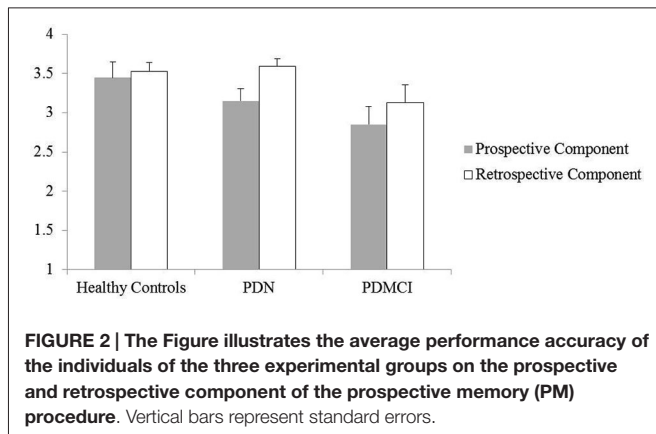 4
3.5
3
2.5
2
1.5
1
Healthy Controls PDN PDMCI
Prospective Component
Retrospective Component
FIGURE 2 | The Figure illustrates the average performance accuracy of
the individuals of the three experimental groups on the prospective
and retrospective component of the prospective memory (PM)
procedure. Vertical bars represent standard errors.